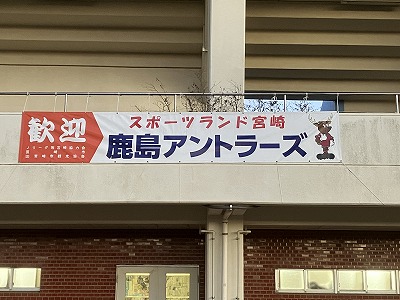 歓迎
スポーツランド宮崎
鹿島アントラーズ